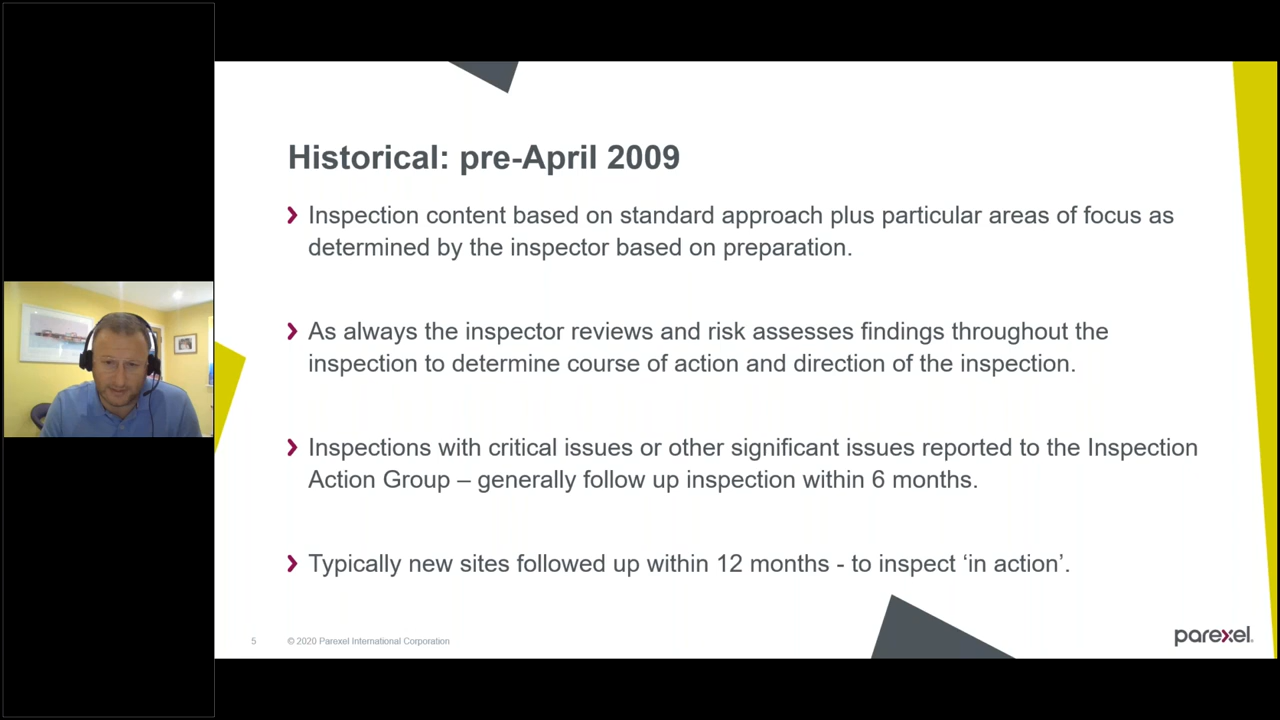 Historical: pre-April 2009
Inspection content based on standard approach plus particular areas of focus as
determined by the inspector based on preparation.
As always the inspector reviews and risk assesses findings throughout the
inspection to determine course of action and direction of the inspection.
Inspections with critical issues or other significant issues reported to the Inspection
Action Group – generally follow up inspection within 6 months.
Typically new sites followed up within 12 months - to inspect ‘in action’.
5
© 2020 Parexel International Corporation
parexel.